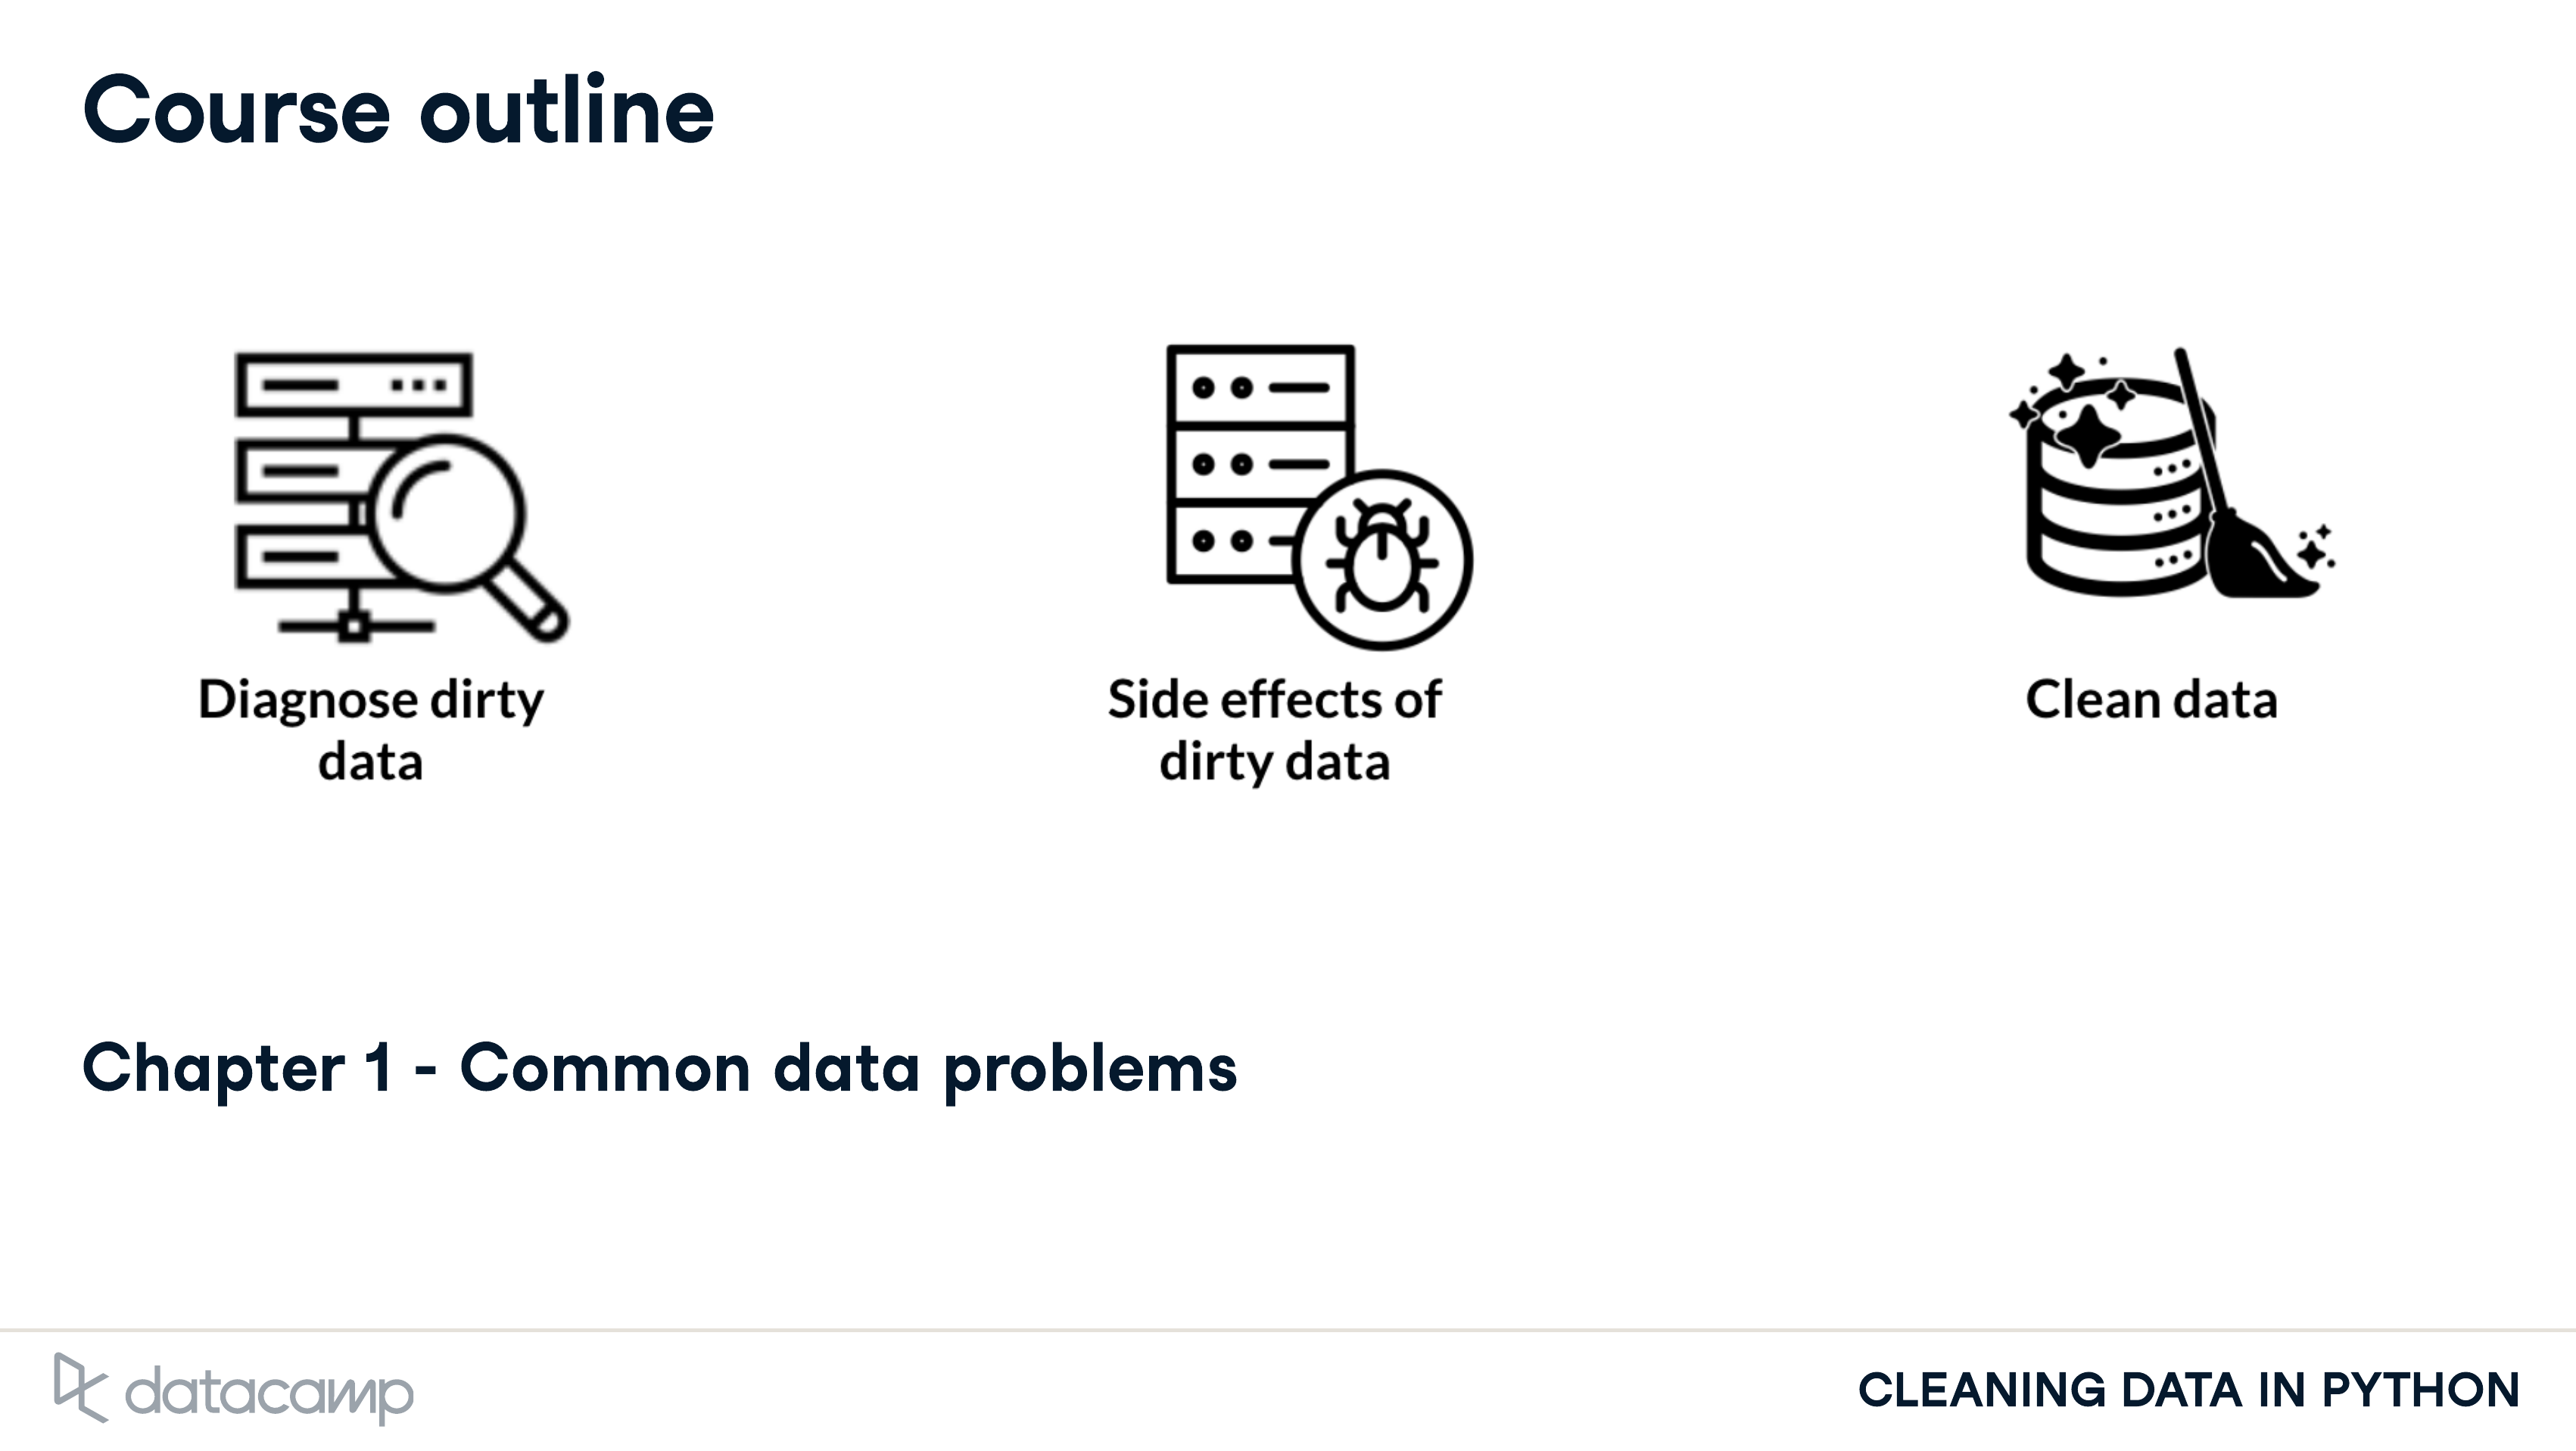 Course outline
Diagnose dirty
data
Side effects of
dirty data
Clean data
Chapter 1 - Common data problems
datacamp
CLEANING DATA IN PYTHON